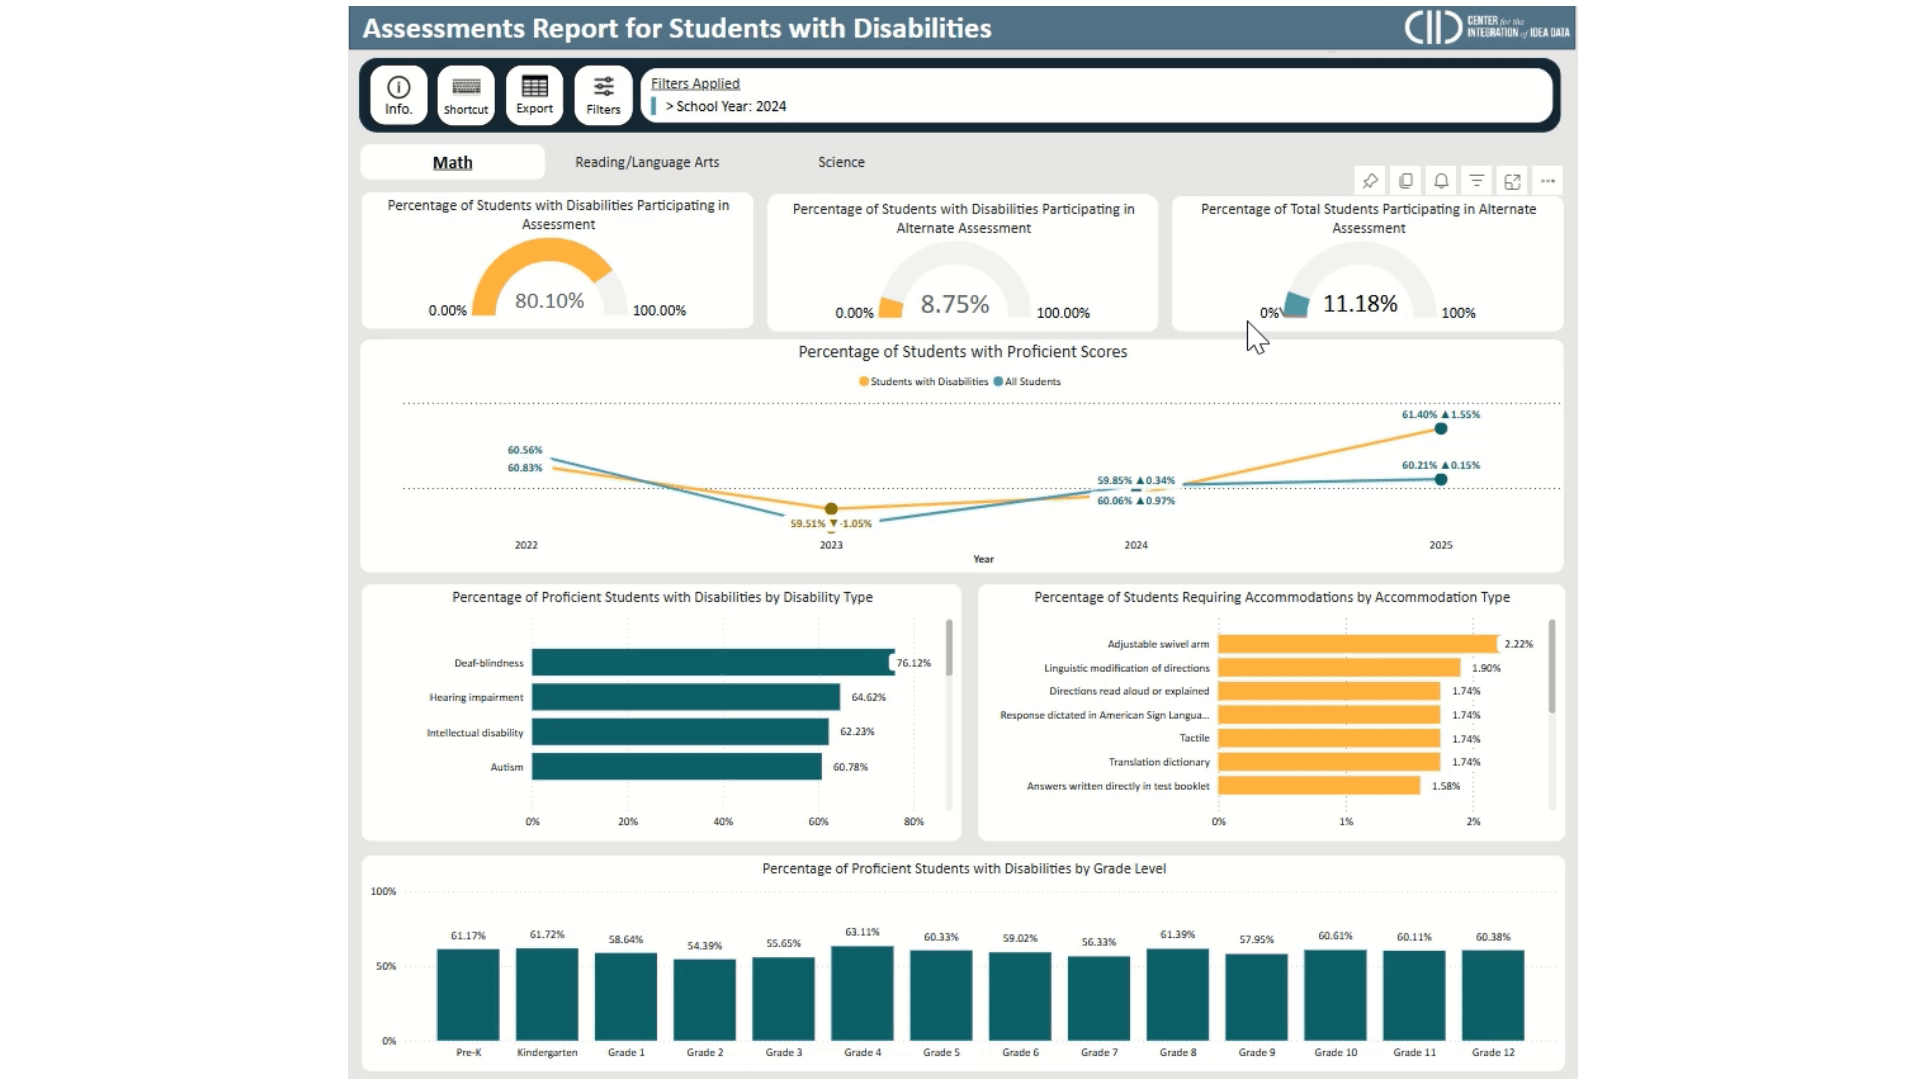 Assessments Report for Students with Disabilities
CENTER for the
INTEGRATION of IDEA DATA
Info.
Shortcut
Export
Filters
Filters Applied
> School Year: 2024
Math
Reading/Language Arts
Science
Percentage of Students with Disabilities Participating in
Assessment
0.00%
80.10%
100.00%
Percentage of Students with Disabilities Participating in
Alternate Assessment
0.00%
8.75%
100.00%
Percentage of Total Students Participating in Alternate
Assessment
0%
11.18%
100%
Percentage of Students with Proficient Scores
Students with Disabilities All Students
60.56%
60.83%
59.51% ▼ -1.05%
59.85% ▲0.34%
60.06% ▲0.97%
61.40% ▲1.55%
60.21% ▲0.15%
2022 2023 2024 2025
Year
Percentage of Proficient Students with Disabilities by Disability Type
Deaf-blindness 76.12%
Hearing impairment 64.62%
Intellectual disability 62.23%
Autism 60.78%
0% 20% 40% 60% 80%
Percentage of Students Requiring Accommodations by Accommodation Type
Adjustable swivel arm 2.22%
Linguistic modification of directions 1.90%
Directions read aloud or explained 1.74%
Response dictated in American Sign Langua... 1.74%
Tactile 1.74%
Translation dictionary 1.74%
Answers written directly in test booklet 1.58%
0% 1% 2%
Percentage of Proficient Students with Disabilities by Grade Level
100%
50%
0%
61.17% 61.72% 58.64% 54.39% 55.65% 63.11% 60.33% 59.02% 56.33% 61.39% 57.95% 60.61% 60.11% 60.38%
Pre-K Kindergarten Grade 1 Grade 2 Grade 3 Grade 4 Grade 5 Grade 6 Grade 7 Grade 8 Grade 9 Grade 10 Grade 11 Grade 12